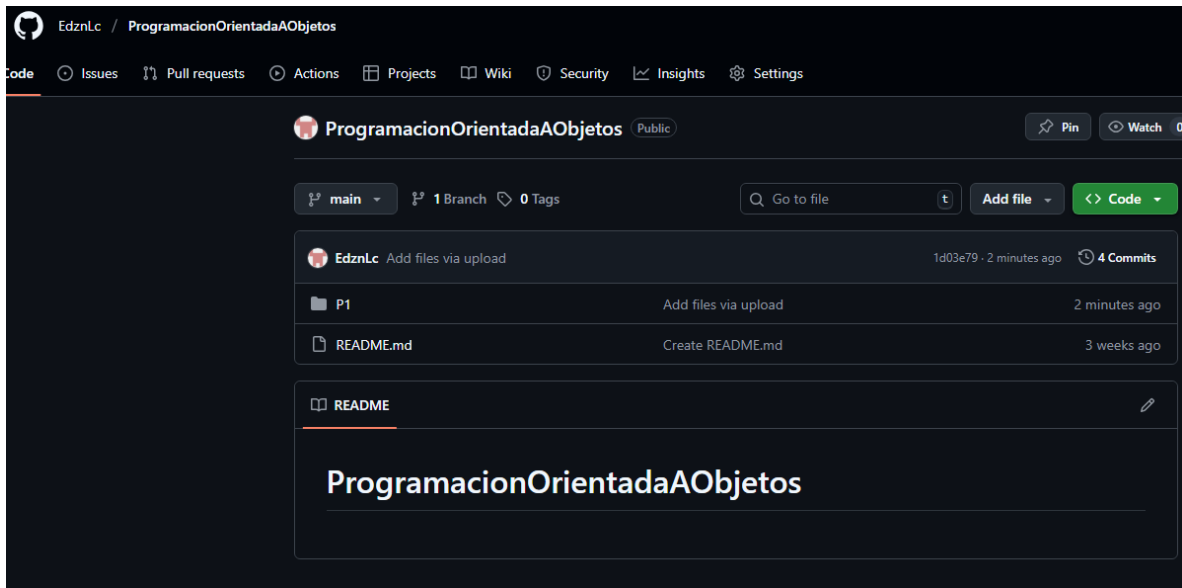 EdznLc / ProgramacionOrientadaAObjetos
Code Issues Pull requests Actions Projects Wiki Security Insights Settings
ProgramacionOrientadaAObjetos Public Pin Watch 0
main 1 Branch 0 Tags Go to file t Add file Code
EdznLc Add files via upload 1d03e79 · 2 minutes ago 4 Commits
P1 Add files via upload 2 minutes ago
README.md Create README.md 3 weeks ago
README
ProgramacionOrientadaAObjetos